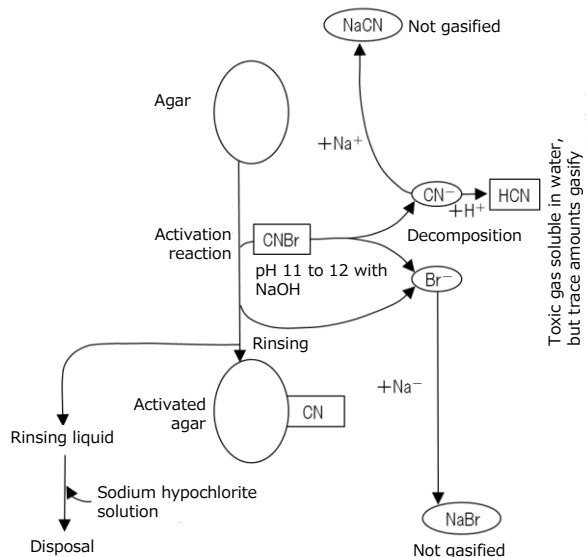 NaCN
Not gasified
Agar
+Na⁺
CN⁻
+H⁺
HCN
Toxic gas soluble in water,
but trace amounts gasify
Decomposition
Activation
reaction
CNBr
pH 11 to 12 with
NaOH
Br⁻
Rinsing
+Na⁻
Activated
agar
CN
Rinsing liquid
Sodium hypochlorite
solution
Disposal
NaBr
Not gasified